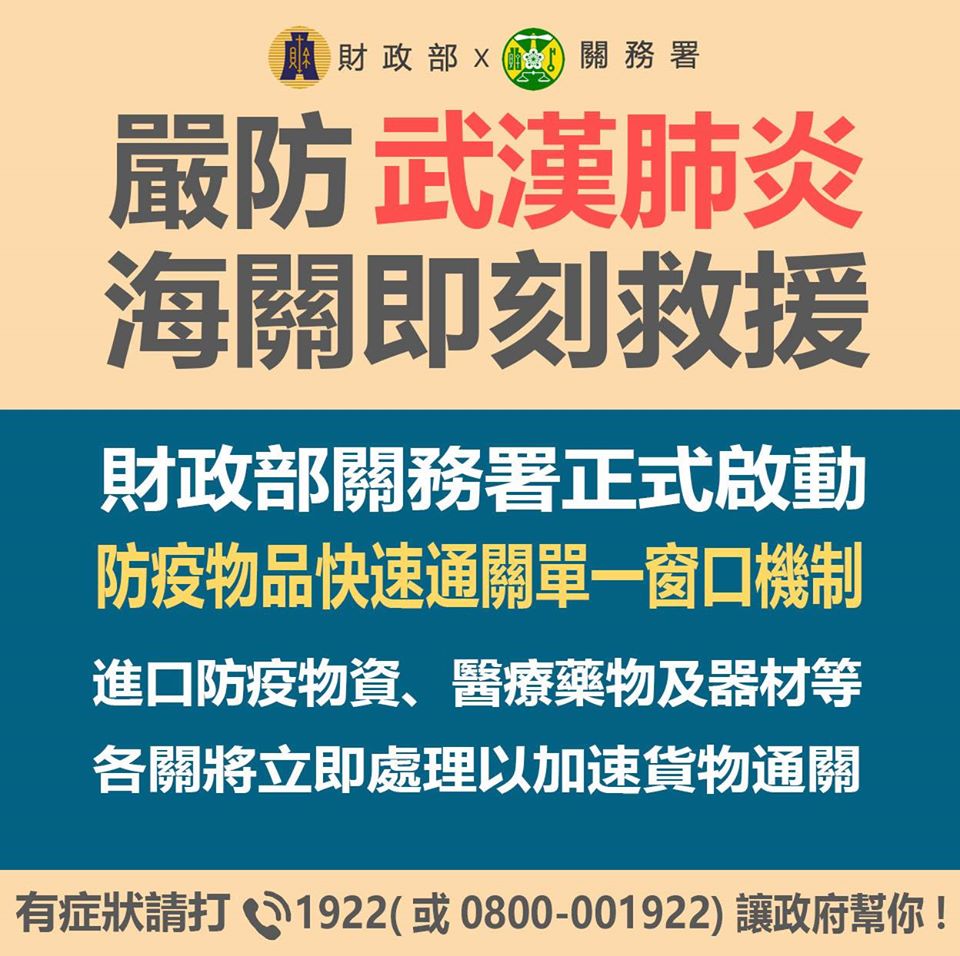 財政部 x 關務署
嚴防 武漢肺炎
海關即刻救援
財政部關務署正式啟動
防疫物品快速通關單一窗口機制
進口防疫物資、醫療藥物及器材等
各關將立即處理以加速貨物通關
有症狀請打 1922( 或 0800-001922) 讓政府幫你!